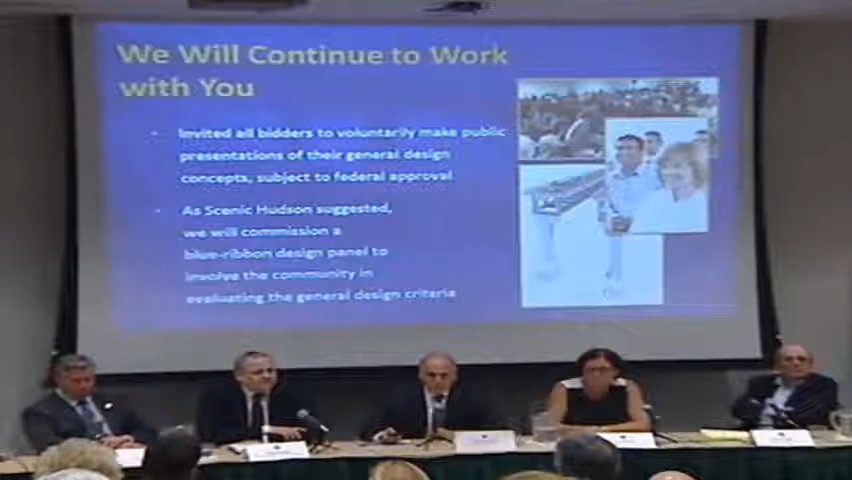 We Will Continue to Work
with You
• Invited all bidders to voluntarily make public
presentations of their general design
concepts, subject to federal approval
• As Scenic Hudson suggested,
we will commission a
blue-ribbon design panel to
involve the community in
evaluating the general design criteria